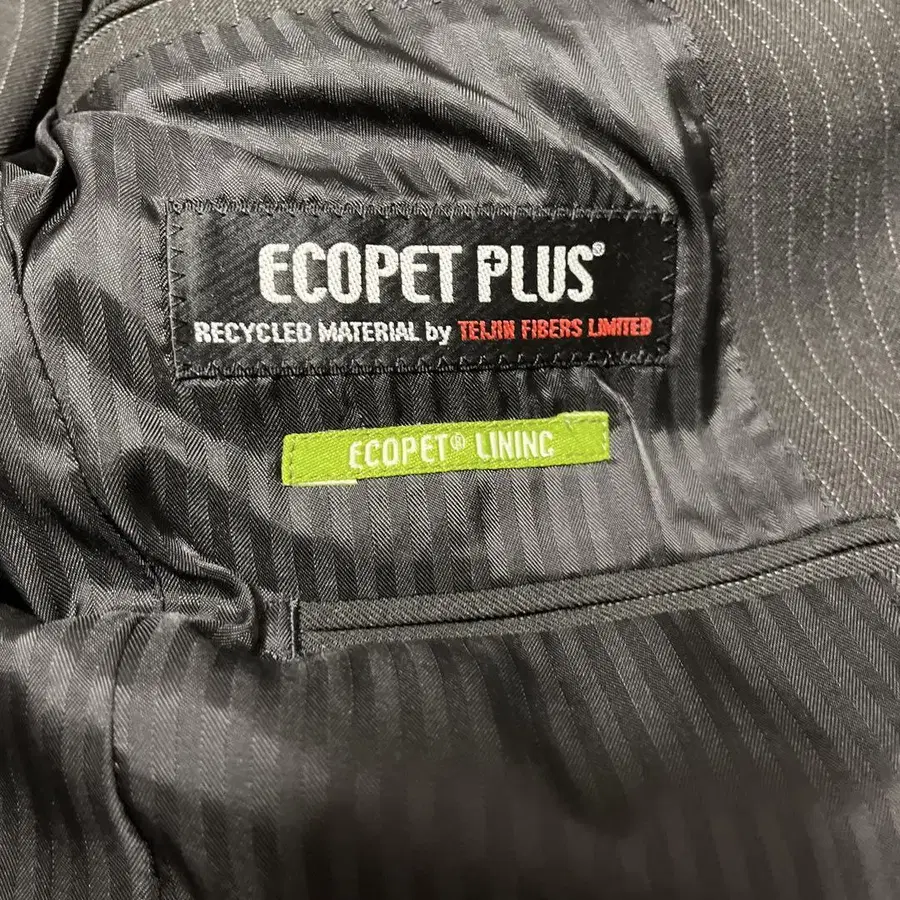 ECOPET PLUS®
RECYCLED MATERIAL by TEIJIN FIBERS LIMITED
ECOPET® LINING